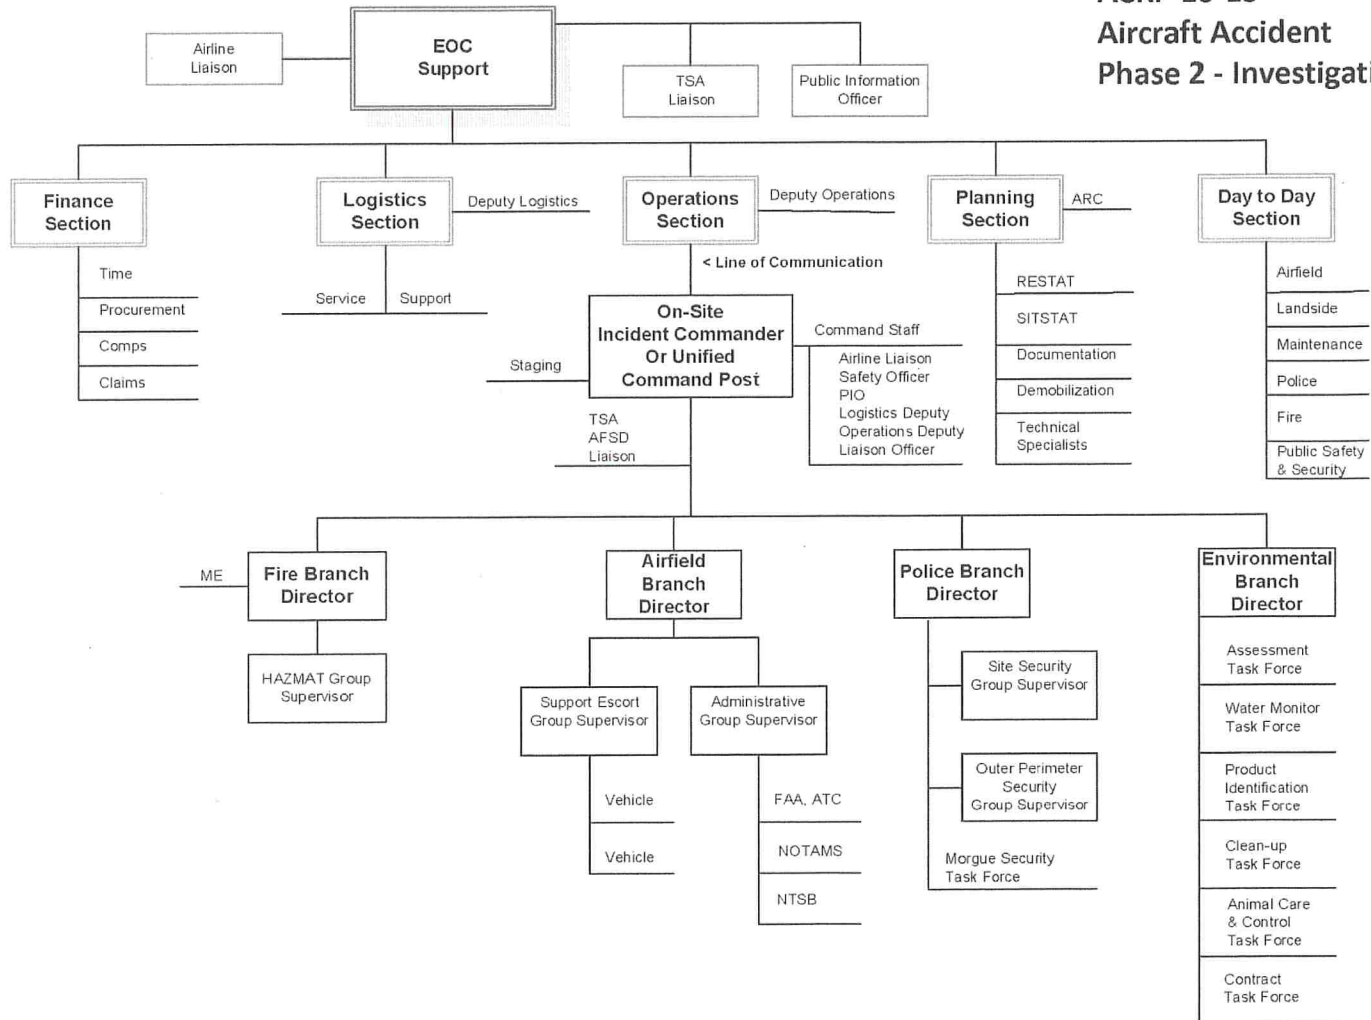 Aircraft Accident
Phase 2 - Investigati
EOC
Support
Airline
Liaison
TSA
Liaison
Public Information
Officer
Finance
Section
Logistics
Section
Deputy Logistics
Operations
Section
Deputy Operations
Planning
Section
ARC
Day to Day
Section
Time
Procurement
Comps
Claims
Service
Support
< Line of Communication
On-Site
Incident Commander
Or Unified
Command Post
Staging
Command Staff
Airline Liaison
Safety Officer
PIO
Logistics Deputy
Operations Deputy
Liaison Officer
TSA
AFSD
Liaison
RESTAT
SITSTAT
Documentation
Demobilization
Technical
Specialists
Airfield
Landside
Maintenance
Police
Fire
Public Safety
& Security
ME
Fire Branch
Director
HAZMAT Group
Supervisor
Airfield
Branch
Director
Support Escort
Group Supervisor
Vehicle
Vehicle
Administrative
Group Supervisor
FAA, ATC
NOTAMS
NTSB
Police Branch
Director
Site Security
Group Supervisor
Outer Perimeter
Security
Group Supervisor
Morgue Security
Task Force
Environmental
Branch
Director
Assessment
Task Force
Water Monitor
Task Force
Product
Identification
Task Force
Clean-up
Task Force
Animal Care
& Control
Task Force
Contract
Task Force